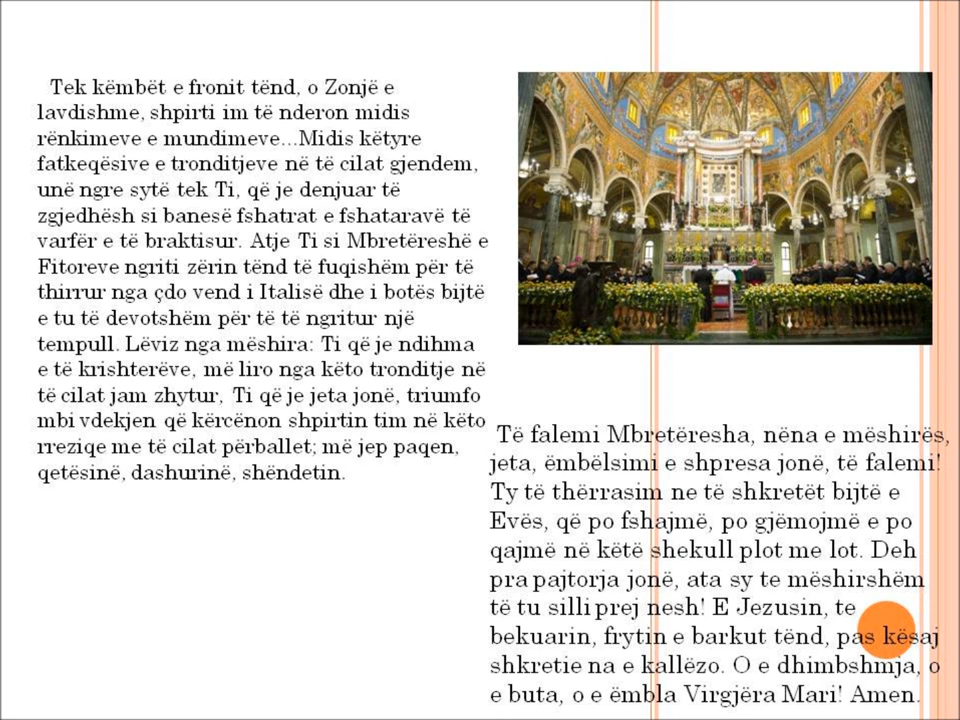 Tek këmbët e fronit tënd, o Zonjë e
lavdishme, shpirti im të nderon midis
rënkimeve e mundimeve...Midis këtyre
fatkeqësive e tronditjeve në të cilat gjendem,
unë ngre sytë tek Ti, që je denjuar të
zgjedhësh si banesë fshatrat e fshataravë të
varfër e të braktisur. Atje Ti si Mbretëreshë e
Fitoreve ngriti zërin tënd të fuqishëm për të
thirrur nga çdo vend i Italisë dhe i botës bijtë
e tu të devotshëm për të të ngritur një
tempull. Lëviz nga mëshira: Ti që je ndihma
e të krishterëve, më liro nga këto tronditje në
të cilat jam zhytur, Ti që je jeta jonë, triumfo
mbi vdekjen që kërcënon shpirtin tim në këto
rreziqe me të cilat përballet; më jep paqen,
qetësinë, dashurinë, shëndetin.
Të falemi Mbretëresha, nëna e mëshirës,
jeta, ëmbëlsimi e shpresa jonë, të falemi!
Ty të thërrasim ne të shkretët bijtë e
Evës, që po fshajmë, po gjëmojmë e po
qajmë në këtë shekull plot me lot. Deh
pra pajtorja jonë, ata sy te mëshirshëm
të tu silli prej nesh! E Jezusin, te
bekuarin, frytin e barkut tënd, pas kësaj
shkretie na e kallëzo. O e dhimbshmja, o
e buta, o e ëmbla Virgjëra Mari! Amen.